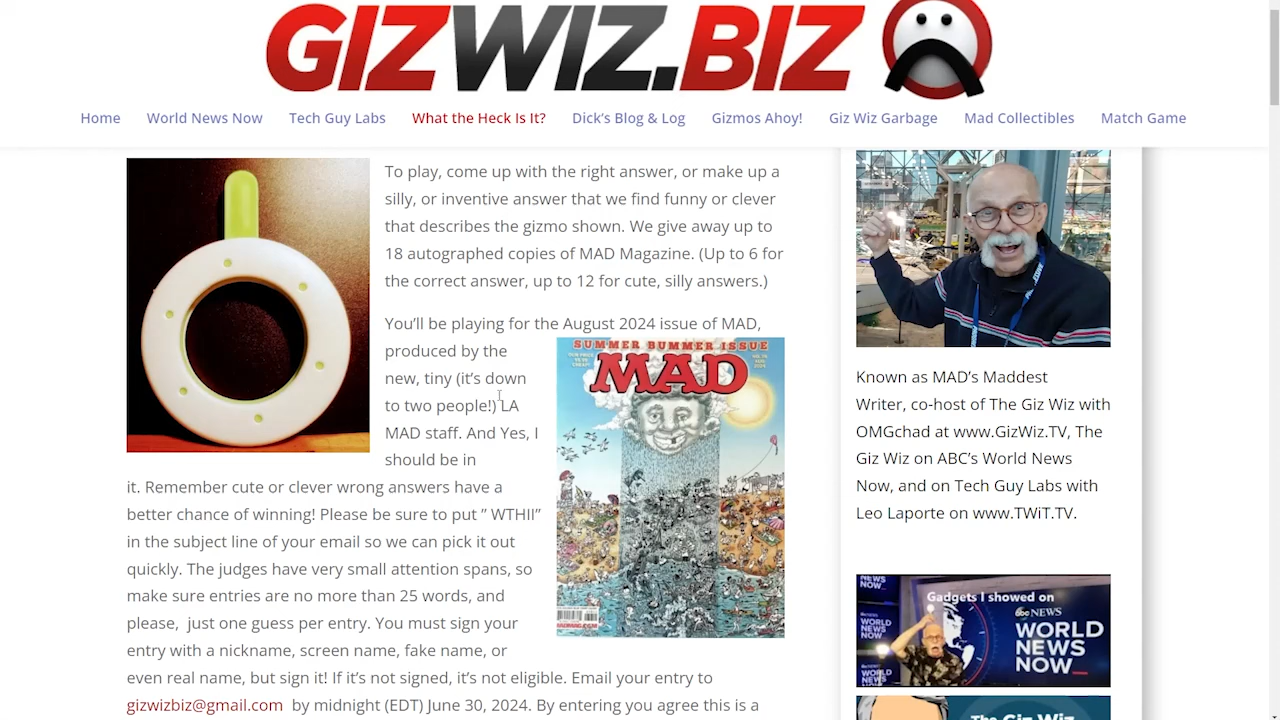 GIZWIZ.BIZ
Home World News Now Tech Guy Labs What the Heck Is It? Dick's Blog & Log Gizmos Ahoy! Giz Wiz Garbage Mad Collectibles Match Game
To play, come up with the right answer, or make up a
silly, or inventive answer that we find funny or clever
that describes the gizmo shown. We give away up to
18 autographed copies of MAD Magazine. (Up to 6 for
the correct answer, up to 12 for cute, silly answers.)
You'll be playing for the August 2024 issue of MAD,
produced by the
new, tiny (it's down
to two people!) LA
MAD staff. And Yes, I
should be in
it. Remember cute or clever wrong answers have a
better chance of winning! Please be sure to put ” WTHII”
in the subject line of your email so we can pick it out
quickly. The judges have very small attention spans, so
make sure entries are no more than 25 words, and
please, just one guess per entry. You must sign your
entry with a nickname, screen name, fake name, or
even real name, but sign it! If it's not signed, it's not eligible. Email your entry to
gizwizbiz@gmail.com by midnight (EDT) June 30, 2024. By entering you agree this is a
SUMMER BUMMER ISSUE
MAD
Known as MAD's Maddest
Writer, co-host of The Giz Wiz with
OMGchad at www.GizWiz.TV, The
Giz Wiz on ABC's World News
Now, and on Tech Guy Labs with
Leo Laporte on www.TWiT.TV.
NEWS
NOW
Gadgets I showed on
abc NEWS
WORLD
NEWS
NOW
WORLD
NEWS
NOW
The Giz Wiz